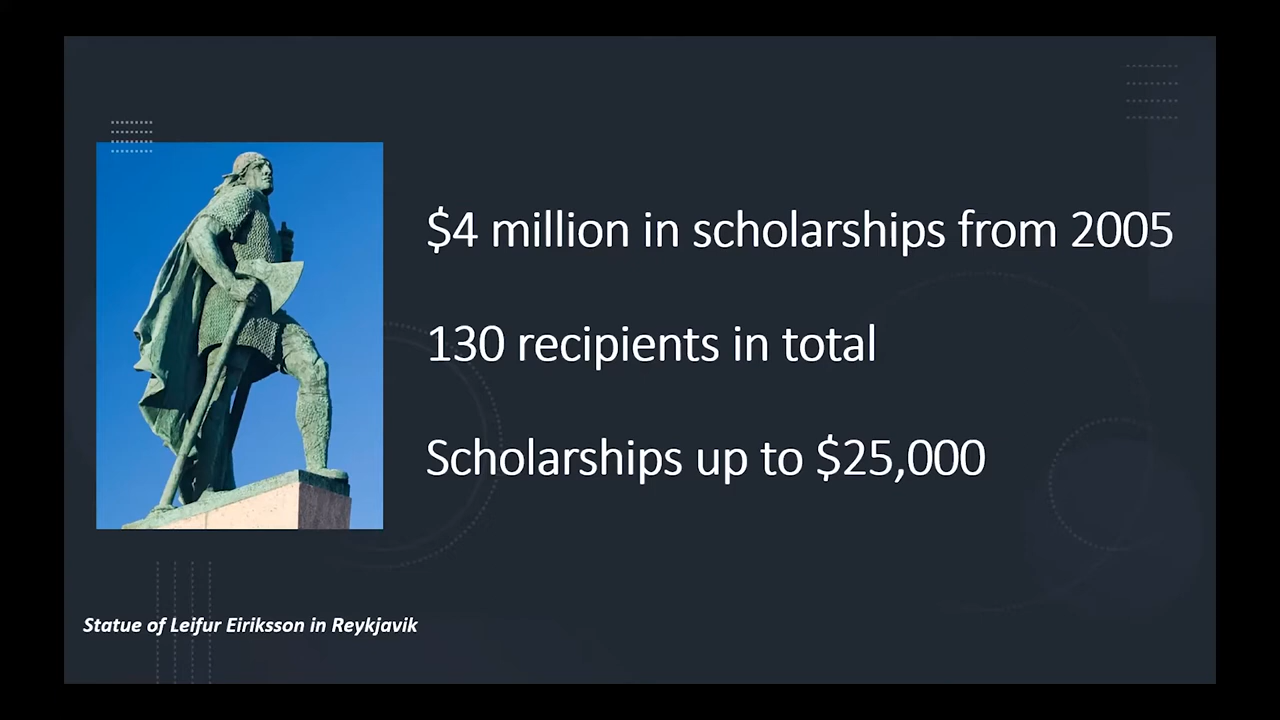 $4 million in scholarships from 2005
130 recipients in total
Scholarships up to $25,000
Statue of Leifur Eiriksson in Reykjavik